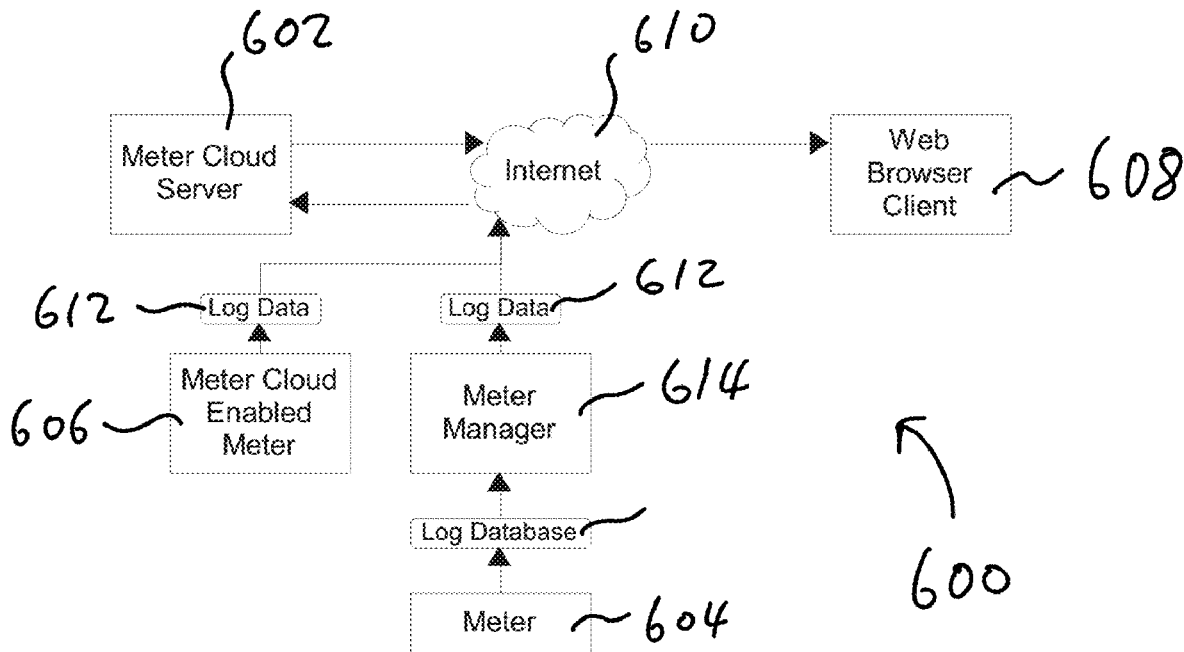 602
610
Meter Cloud
Server
Internet
Web
Browser
Client
608
612
Log Data
Log Data
612
Meter Cloud
Enabled
Meter
606
Meter
Manager
614
Log Database
600
Meter
604